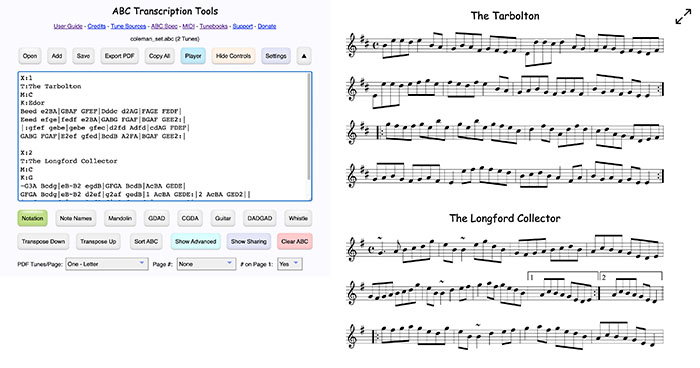 ABC Transcription Tools
User Guide - Credits - Tune Sources - ABC Spec - MIDI - Tunebooks - Support - Donate
coleman_set.abc (2 Tunes)
Open Add Save Export PDF Copy All Player Hide Controls Settings ▲
X:1
T:The Tarbolton
M:C
K:Edor
Beed e2BA|GBAF GFEF|Dddc d2AG|FAGE FEDF|
Eeed efge|fedf e2BA|GABG FGAF|BGAF GEE2:|
|:gfef gebe|gebe gfec|d2fd Adfd|cdAG FDEF|
GABG FGAF|E2ef gfed|BcdB A2FA|BGAF GEE2:|
X:2
T:The Longford Collector
M:C
K:G
~G3A Bcdg|eB~B2 egdB|GFGA BcdB|AcBA GEDE|
GFGA Bcdg|eB~B2 d2ef|g2af gedB|1 AcBA GEDE:|2 AcBA GED2||
Notation Note Names Mandolin GDAD CGDA Guitar DADGAD Whistle
Transpose Down Transpose Up Sort ABC Show Advanced Show Sharing Clear ABC
PDF Tunes/Page: One - Letter Page #: None # on Page 1: Yes
The Tarbolton
The Longford Collector
1 2